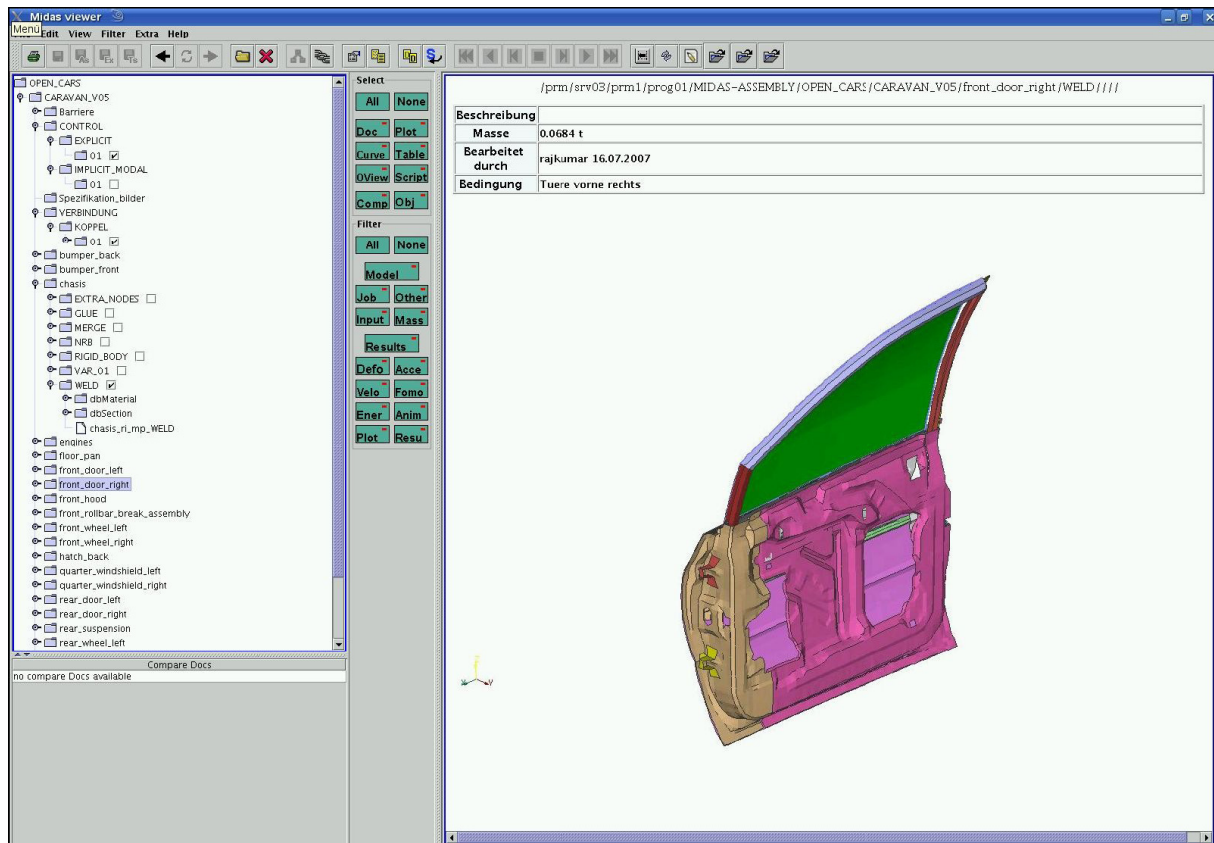 Midas viewer
Menü
Edit View Filter Extra Help
OPEN_CARS
CARAVAN_V05
Barriere
CONTROL
EXPLICIT
01
IMPLICIT_MODAL
01
Spezifikation_bilder
VERBINDUNG
KOPPEL
01
bumper_back
bumper_front
chasis
EXTRA_NODES
GLUE
MERGE
NRB
RIGID_BODY
VAR_01
WELD
dbMaterial
dbSection
chasis_ri_mp_WELD
engines
floor_pan
front_door_left
front_door_right
front_hood
front_rollbar_break_assembly
front_wheel_left
front_wheel_right
hatch_back
quarter_windshield_left
quarter_windshield_right
rear_door_left
rear_door_right
rear_suspension
rear_wheel_left
Compare Docs
no compare Docs available
Select
All None
Doc Plot
Curve Table
OView Script
Comp Obj
Filter
All None
Model
Job Other
Input Mass
Results
Defo Acce
Velo Fomo
Ener Anim
Plot Resu
/prm/srv03/prm1/prog01/MIDAS-ASSEMBLY/OPEN_CARS/CARAVAN_V05/front_door_right/WELD////
Beschreibung
Masse 0.0684 t
Bearbeitet
durch
rajkumar 16.07.2007
Bedingung Tuere vorne rechts